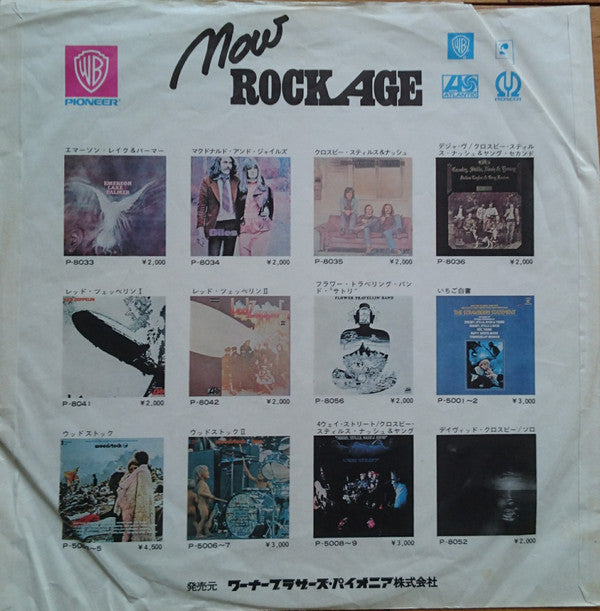 Now
ROCK AGE
WB
PIONEER®
ATLANTIC
PIONEER
エマーソン・レイク&パーマー
EMERSON
LAKE
PALMER
P-8033 ¥2,000
マクドナルド・アンド・ジャイルズ
Giles
P-8034 ¥2,000
クロスビー・スティルス&ナッシュ
P-8035 ¥2,000
デジャ・ヴ/クロスビー・スティル
ス・ナッシュ&ヤング・セカンド
Crosby, Stills, Nash & Young
Dallas Taylor & Greg Reeves
P-8036 ¥2,000
レッド・ツェッペリンI
LED ZEPPELIN
P-8041 ¥2,000
レッド・ツェッペリンII
P-8042 ¥2,000
フラワー・トラベリング・バン
ド・"サトリ"
FLOWER TRAVELLIN' BAND
P-8056 ¥2,000
いちご白書
THE STRAWBERRY STATEMENT
P-5001~2 ¥3,000
ウッドストック
woodstock
¥4,500
ウッドストックII
P-5006~7 ¥3,000
4ウェイ・ストリート/クロスビー・
スティルス・ナッシュ&ヤング
P-5008~9 ¥3,000
デイヴィッド・クロスビー/ソロ
P-8052 ¥2,000
発売元 ワーナーブラザーズ・パイオニア株式会社